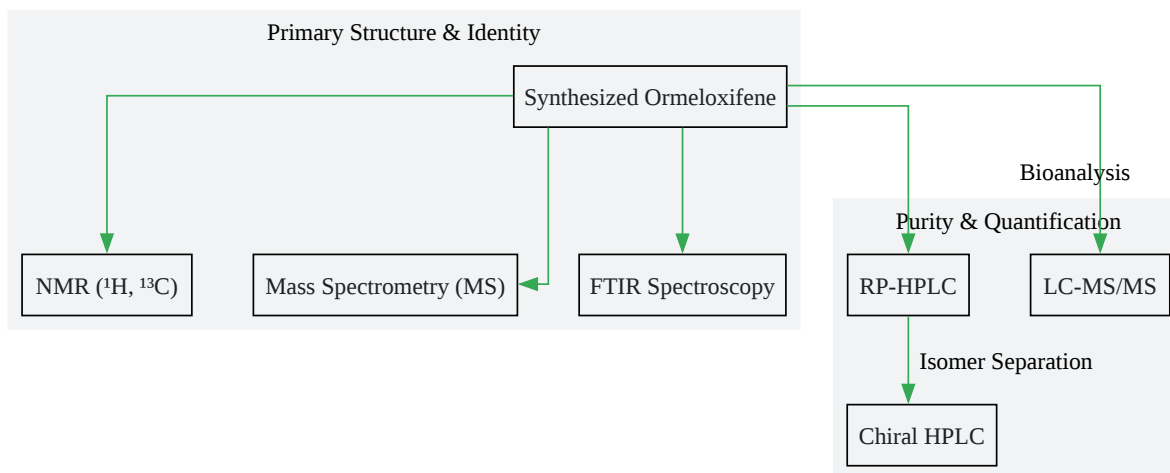 Primary Structure & Identity
Synthesized Ormeloxifene
Bioanalysis
Purity & Quantification
NMR (¹H, ¹³C)
Mass Spectrometry (MS)
FTIR Spectroscopy
RP-HPLC
LC-MS/MS
Isomer Separation
Chiral HPLC